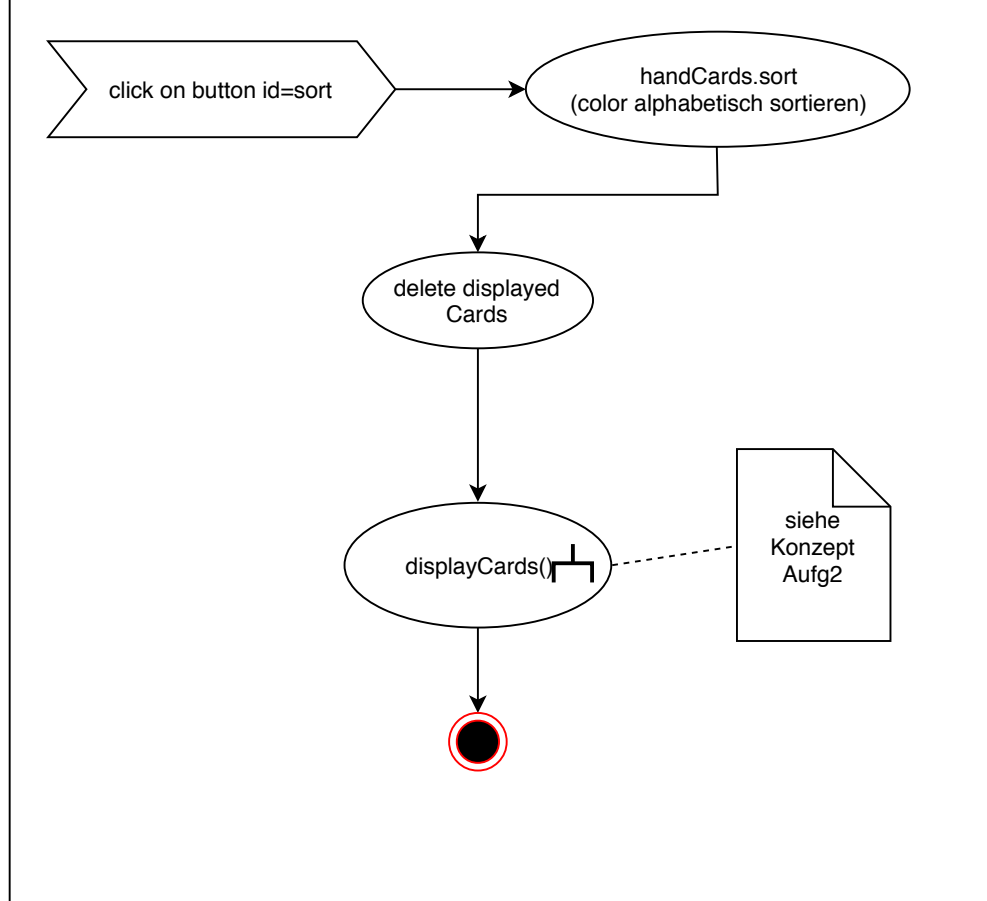 click on button id=sort
handCards.sort
(color alphabetisch sortieren)
delete displayed
Cards
displayCards()
siehe
Konzept
Aufg2